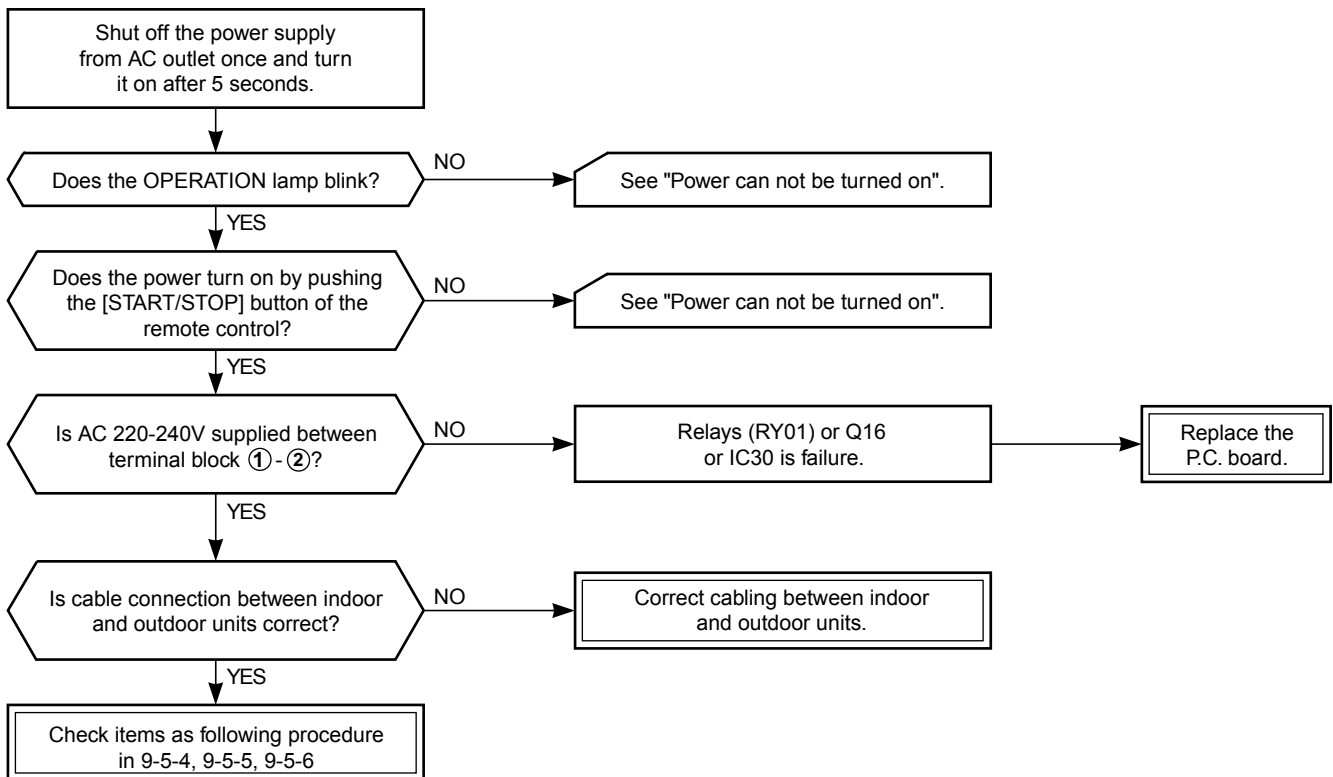 Shut off the power supply
from AC outlet once and turn
it on after 5 seconds.
Does the OPERATION lamp blink?
NO
See "Power can not be turned on".
YES
Does the power turn on by pushing
the [START/STOP] button of the
remote control?
NO
See "Power can not be turned on".
YES
Is AC 220-240V supplied between
terminal block ① - ②?
NO
Relays (RY01) or Q16
or IC30 is failure.
Replace the
P.C. board.
YES
Is cable connection between indoor
and outdoor units correct?
NO
Correct cabling between indoor
and outdoor units.
YES
Check items as following procedure
in 9-5-4, 9-5-5, 9-5-6